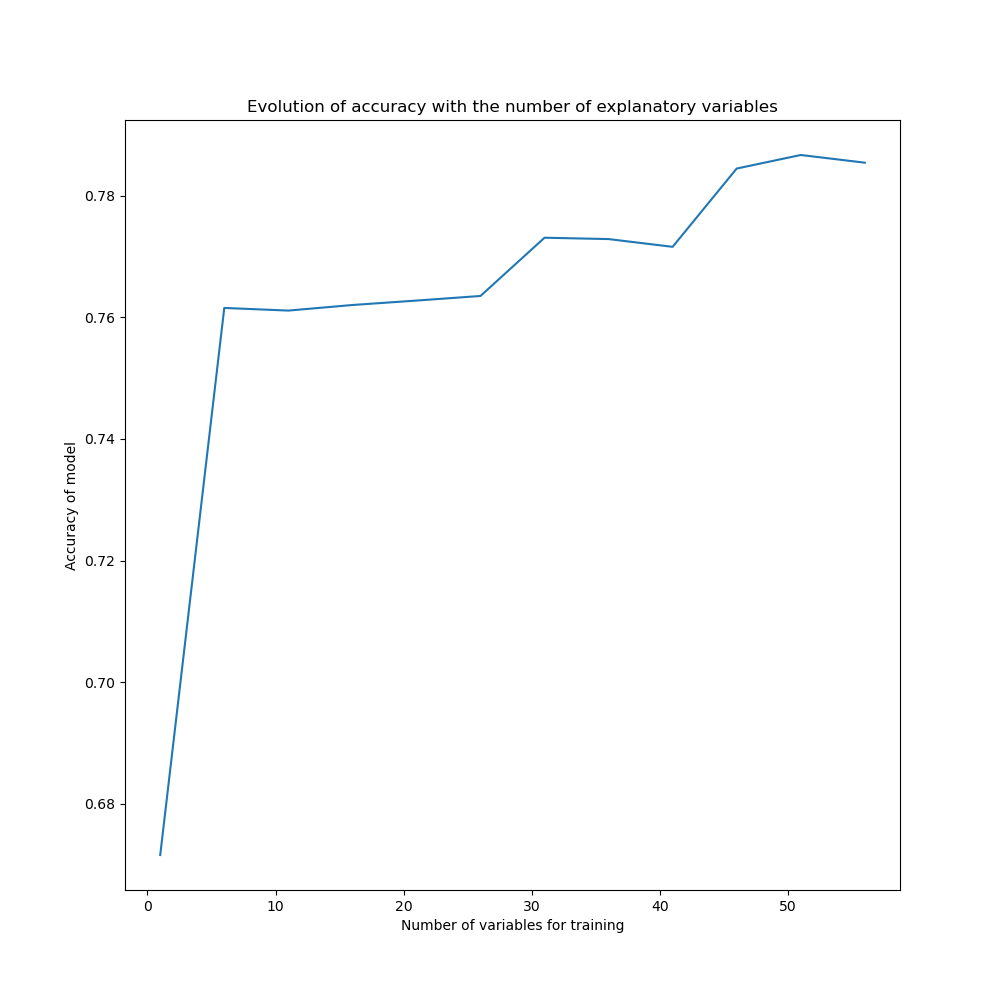 Evolution of accuracy with the number of explanatory variables
0.78
0.76
0.74
0.72
0.70
0.68
Accuracy of model
0 10 20 30 40 50
Number of variables for training